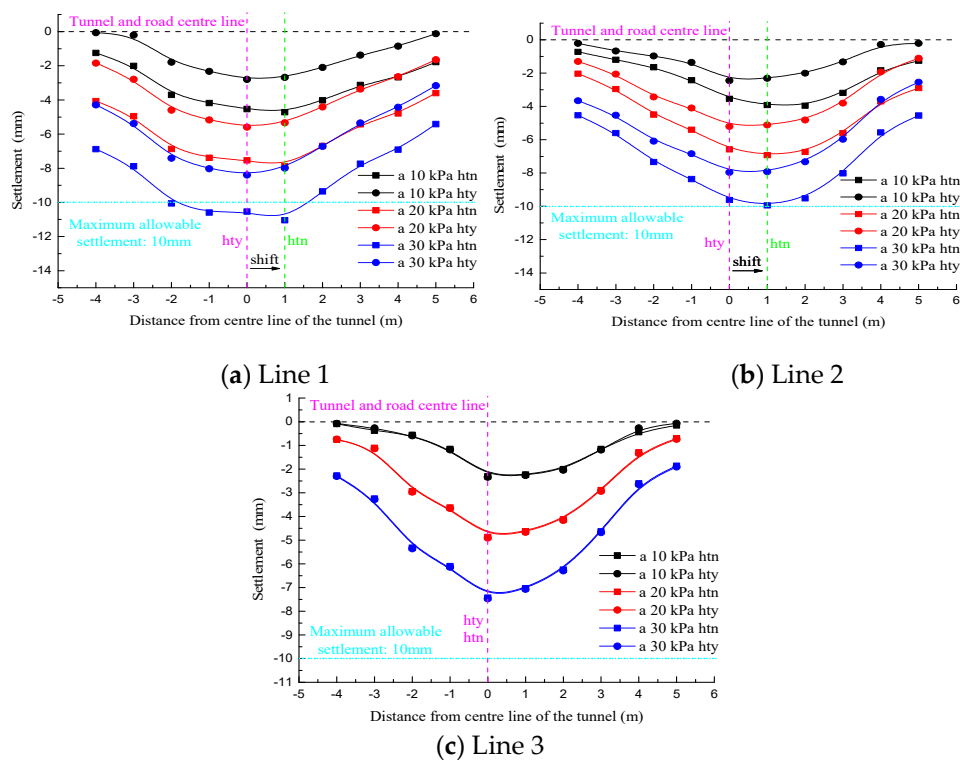 Tunnel and road centre line
0
-2
-4
-6
-8
-10
-12
-14
Settlement (mm)
a 10 kPa htn
a 10 kPa hty
a 20 kPa htn
a 20 kPa hty
a 30 kPa htn
a 30 kPa hty
Maximum allowable
settlement: 10mm
hty
htn
shift
-5 -4 -3 -2 -1 0 1 2 3 4 5 6
Distance from centre line of the tunnel (m)
(a) Line 1
Tunnel and road centre line
0
-2
-4
-6
-8
-10
-12
-14
Settlement (mm)
a 10 kPa htn
a 10 kPa hty
a 20 kPa htn
a 20 kPa hty
a 30 kPa htn
a 30 kPa hty
Maximum allowable
settlement: 10mm
hty
htn
shift
-5 -4 -3 -2 -1 0 1 2 3 4 5 6
Distance from centre line of the tunnel (m)
(b) Line 2
1
Tunnel and road centre line
0
-1
-2
-3
-4
-5
-6
-7
-8
-9
-10
-11
Settlement (mm)
a 10 kPa htn
a 10 kPa hty
a 20 kPa htn
a 20 kPa hty
a 30 kPa htn
a 30 kPa hty
hty
htn
Maximum allowable
settlement: 10mm
-5 -4 -3 -2 -1 0 1 2 3 4 5 6
Distance from centre line of the tunnel (m)
(c) Line 3